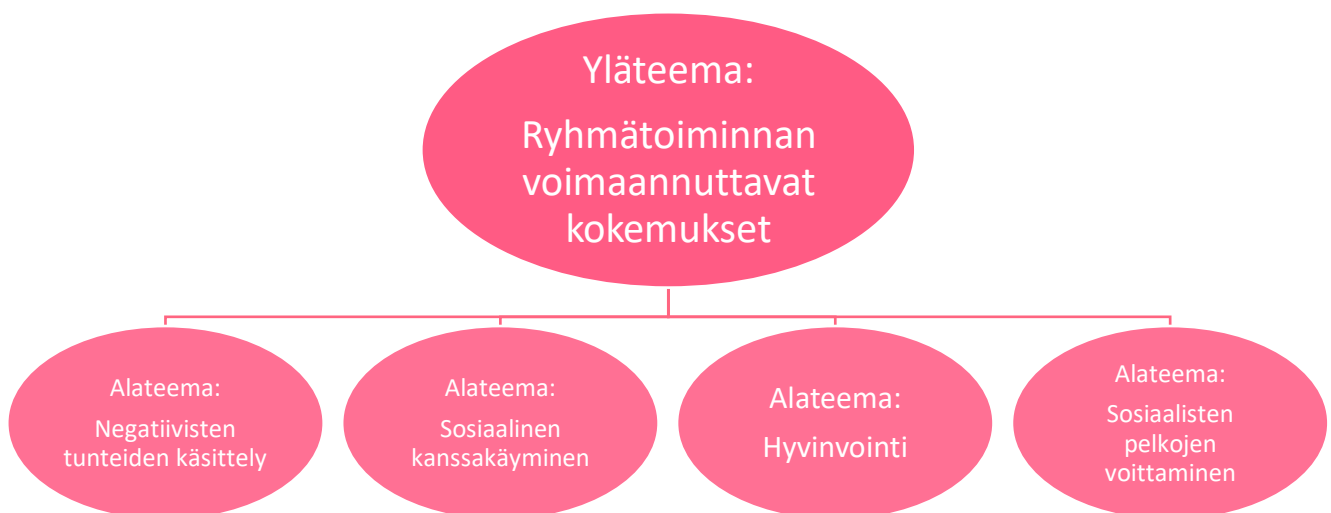 Yläteema:
Ryhmätoiminnan
voimaannuttavat
kokemukset
Alateema:
Negatiivisten
tunteiden käsittely
Alateema:
Sosiaalinen
kanssakäyminen
Alateema:
Hyvinvointi
Alateema:
Sosiaalisten
pelkojen
voittaminen